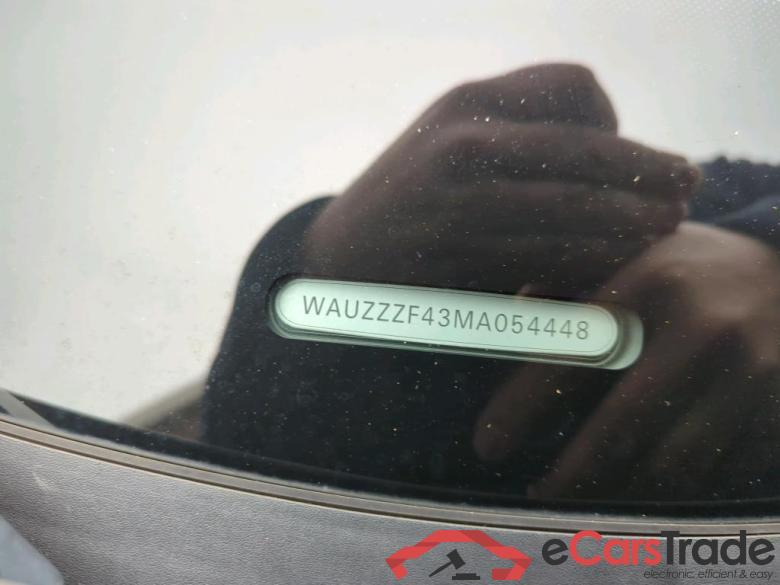 WAUZZZF43MA054448
eCarsTrade
electronic, efficient & easy